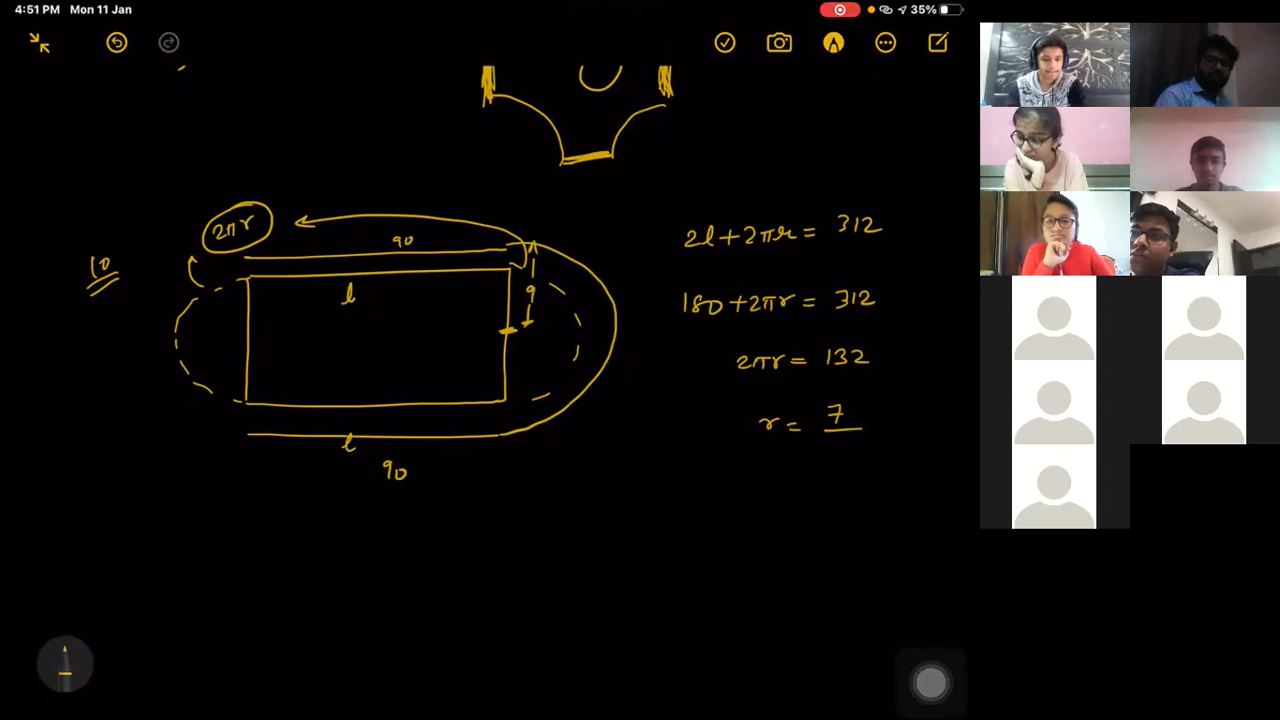 4:51 PM Mon 11 Jan
35%
2πr
90
10
l
9
l
90
2l + 2πr = 312
180 + 2πr = 312
2πr = 132
r = 7